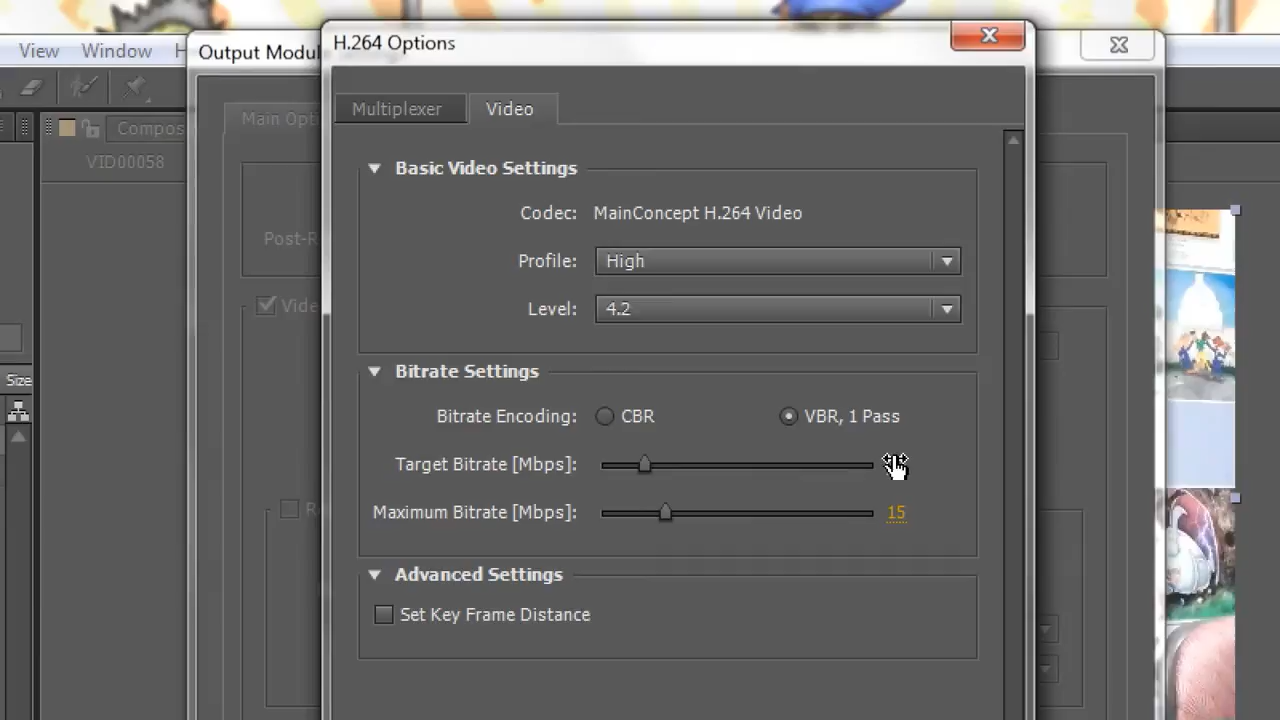 View Window H
Output Modul
H.264 Options
Main Opti
Multiplexer Video
Compos
VID00058
Basic Video Settings
Codec: MainConcept H.264 Video
Post-R
Profile: High
Vide
Level: 4.2
Size
Bitrate Settings
Bitrate Encoding: CBR VBR, 1 Pass
Target Bitrate [Mbps]:
R
Maximum Bitrate [Mbps]: 15
Advanced Settings
Set Key Frame Distance